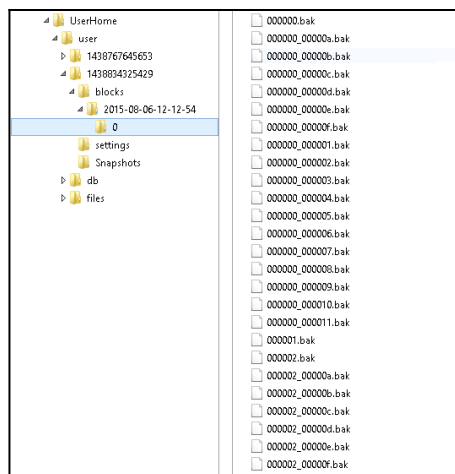 UserHome
user
1438767645653
1438834325429
blocks
2015-08-06-12-12-54
0
settings
Snapshots
db
files
000000.bak
000000_00000a.bak
000000_00000b.bak
000000_00000c.bak
000000_00000d.bak
000000_00000e.bak
000000_00000f.bak
000000_000001.bak
000000_000002.bak
000000_000003.bak
000000_000004.bak
000000_000005.bak
000000_000006.bak
000000_000007.bak
000000_000008.bak
000000_000009.bak
000000_000010.bak
000000_000011.bak
000001.bak
000002.bak
000002_00000a.bak
000002_00000b.bak
000002_00000c.bak
000002_00000d.bak
000002_00000e.bak
000002_00000f.bak